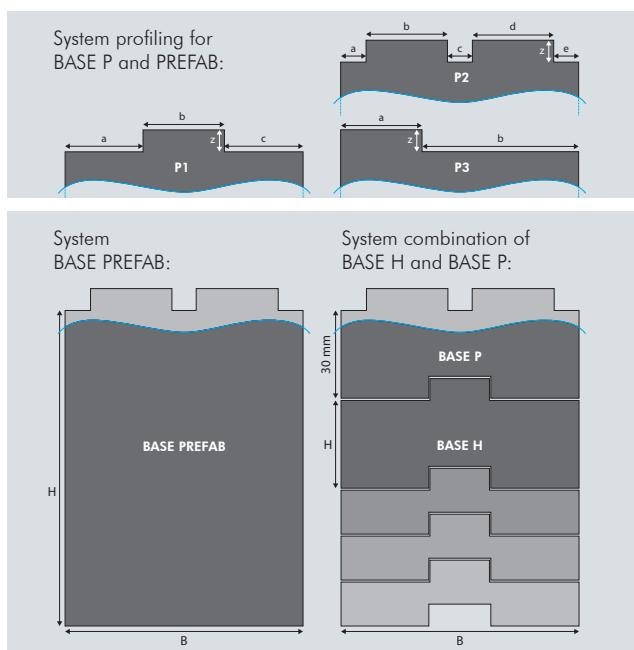 System profiling for
BASE P and PREFAB:
a
b
c
d
e
z
P2
a
b
c
z
P1
a
b
z
P3
System
BASE PREFAB:
System combination of
BASE H and BASE P:
H
BASE PREFAB
B
30 mm
BASE P
H
BASE H
B